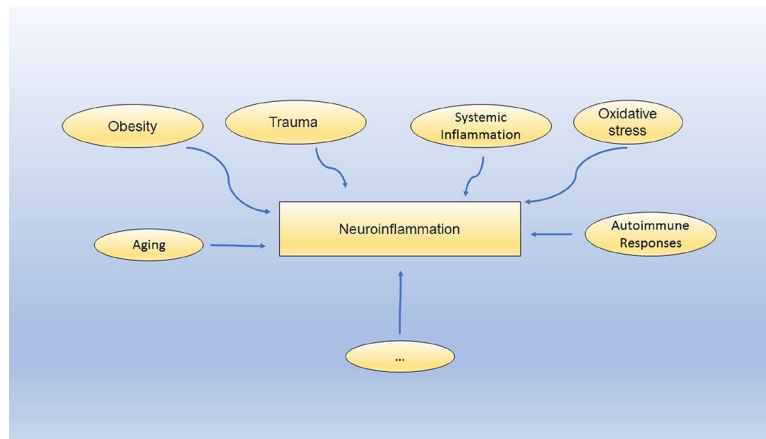 Obesity
Trauma
Systemic
Inflammation
Oxidative
stress
Neuroinflammation
Aging
Autoimmune
Responses
...